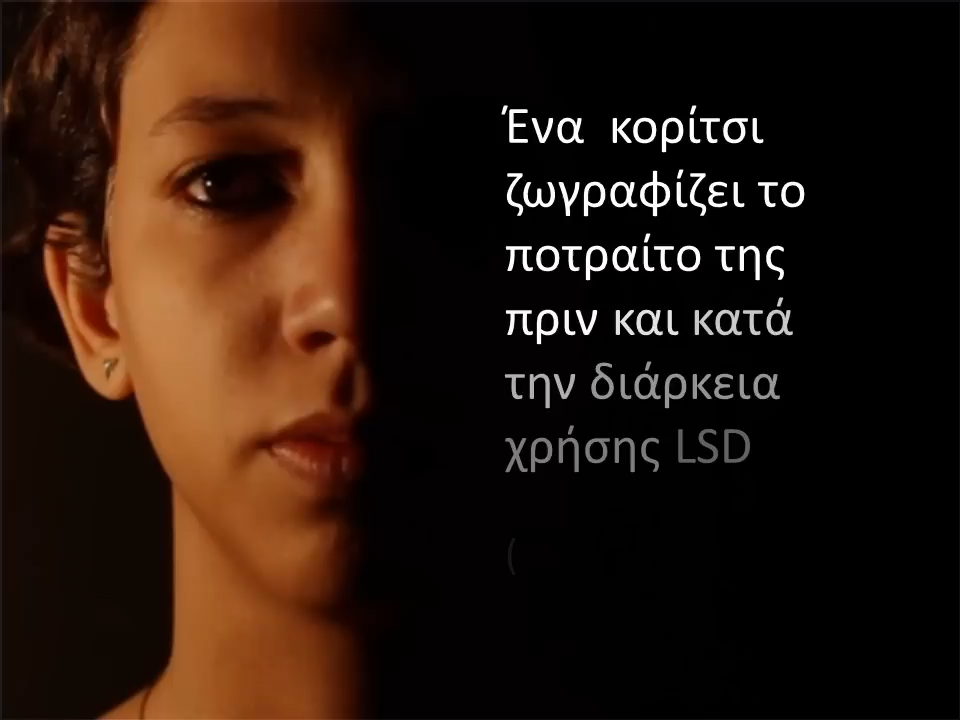 Ένα  κορίτσι
ζωγραφίζει το
ποτραίτο της
πριν και κατά
την διάρκεια
χρήσης LSD
(